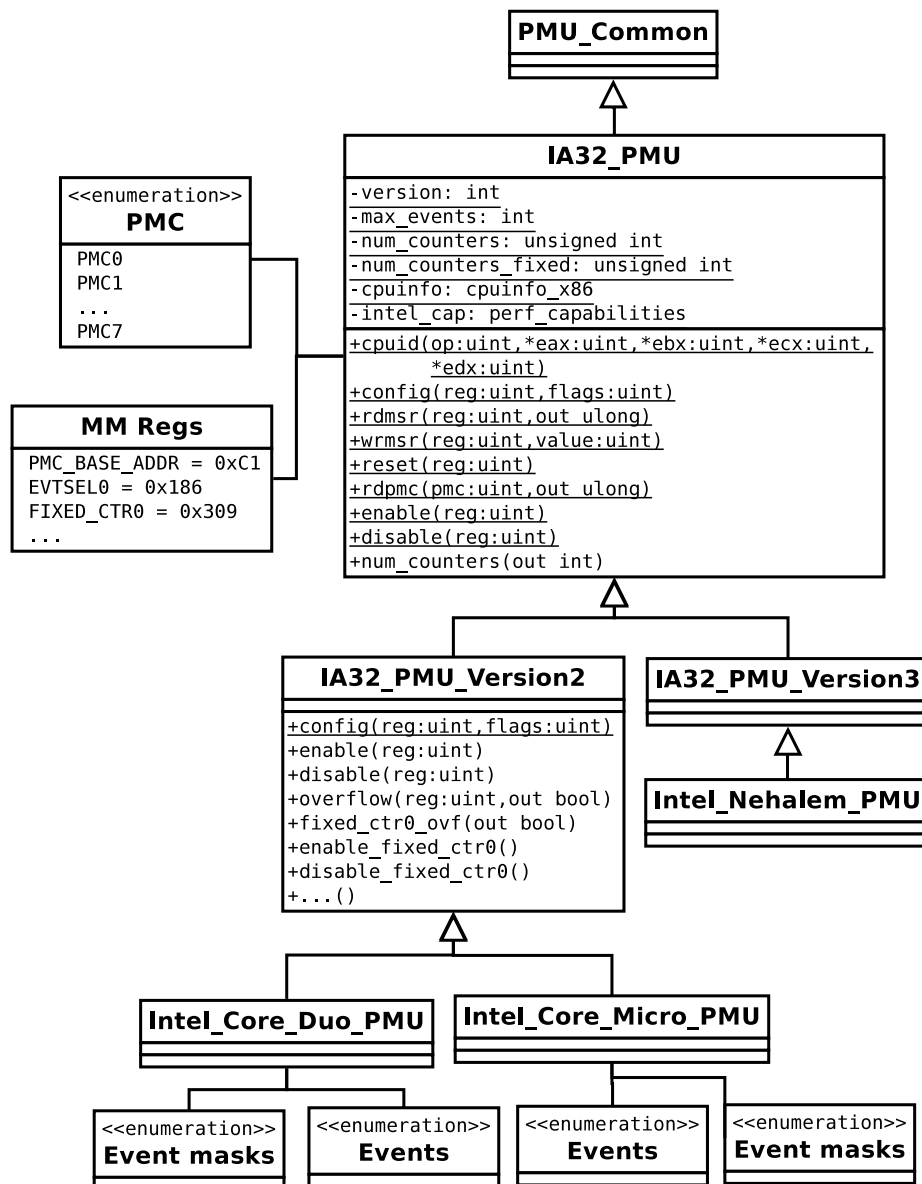 PMU_Common
IA32_PMU
-version: int
-max_events: int
-num_counters: unsigned int
-num_counters_fixed: unsigned int
-cpuinfo: cpuinfo_x86
-intel_cap: perf_capabilities
+cpuid(op:uint,*eax:uint,*ebx:uint,*ecx:uint,
*edx:uint)
+config(reg:uint,flags:uint)
+rdmsr(reg:uint,out ulong)
+wrmsr(reg:uint,value:uint)
+reset(reg:uint)
+rdpmc(pmc:uint,out ulong)
+enable(reg:uint)
+disable(reg:uint)
+num_counters(out int)
<<enumeration>>
PMC
PMC0
PMC1
...
PMC7
MM Regs
PMC_BASE_ADDR = 0xC1
EVTSEL0 = 0x186
FIXED_CTR0 = 0x309
...
IA32_PMU_Version2
+config(reg:uint,flags:uint)
+enable(reg:uint)
+disable(reg:uint)
+overflow(reg:uint,out bool)
+fixed_ctr0_ovf(out bool)
+enable_fixed_ctr0()
+disable_fixed_ctr0()
+...()
IA32_PMU_Version3
Intel_Nehalem_PMU
Intel_Core_Duo_PMU
Intel_Core_Micro_PMU
<<enumeration>>
Event masks
<<enumeration>>
Events
<<enumeration>>
Events
<<enumeration>>
Event masks